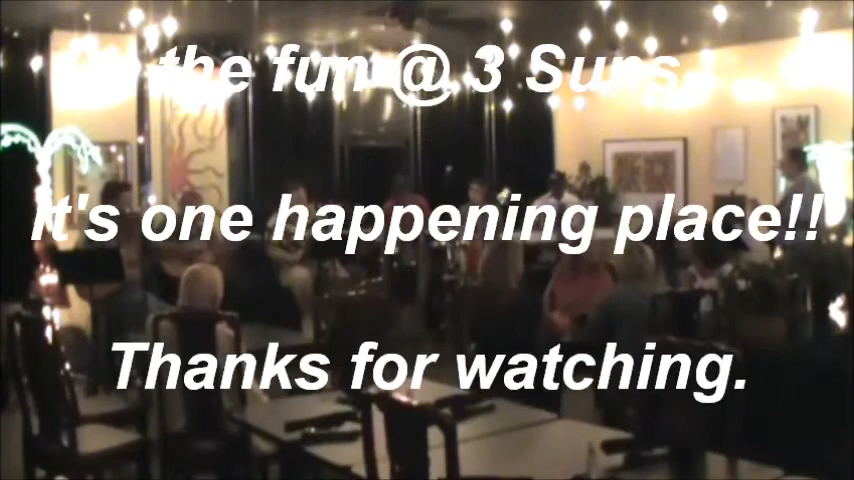 the fun @ 3 Suns
It's one happening place!!
Thanks for watching.